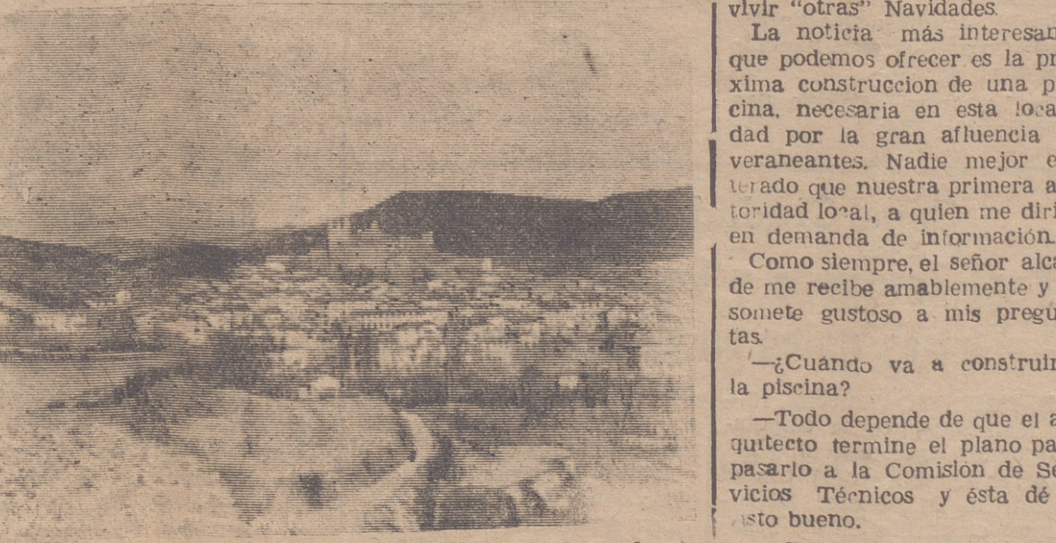 vivir "otras" Navidades.
La noticia más interesan
que podemos ofrecer es la pr
xima construccion de una p
cina, necesaria en esta loca
dad por la gran afluencia
veraneantes. Nadie mejor e
terado que nuestra primera a
toridad local, a quien me diri
en demanda de información.
Como siempre, el señor alca
de me recibe amablemente y
somete gustoso a mis pregu
tas.
—¿Cuándo va a construir
la piscina?
—Todo depende de que el a
quitecto termine el plano pa
pasarlo a la Comisión de Se
vicios Técnicos y ésta dé
isto bueno.